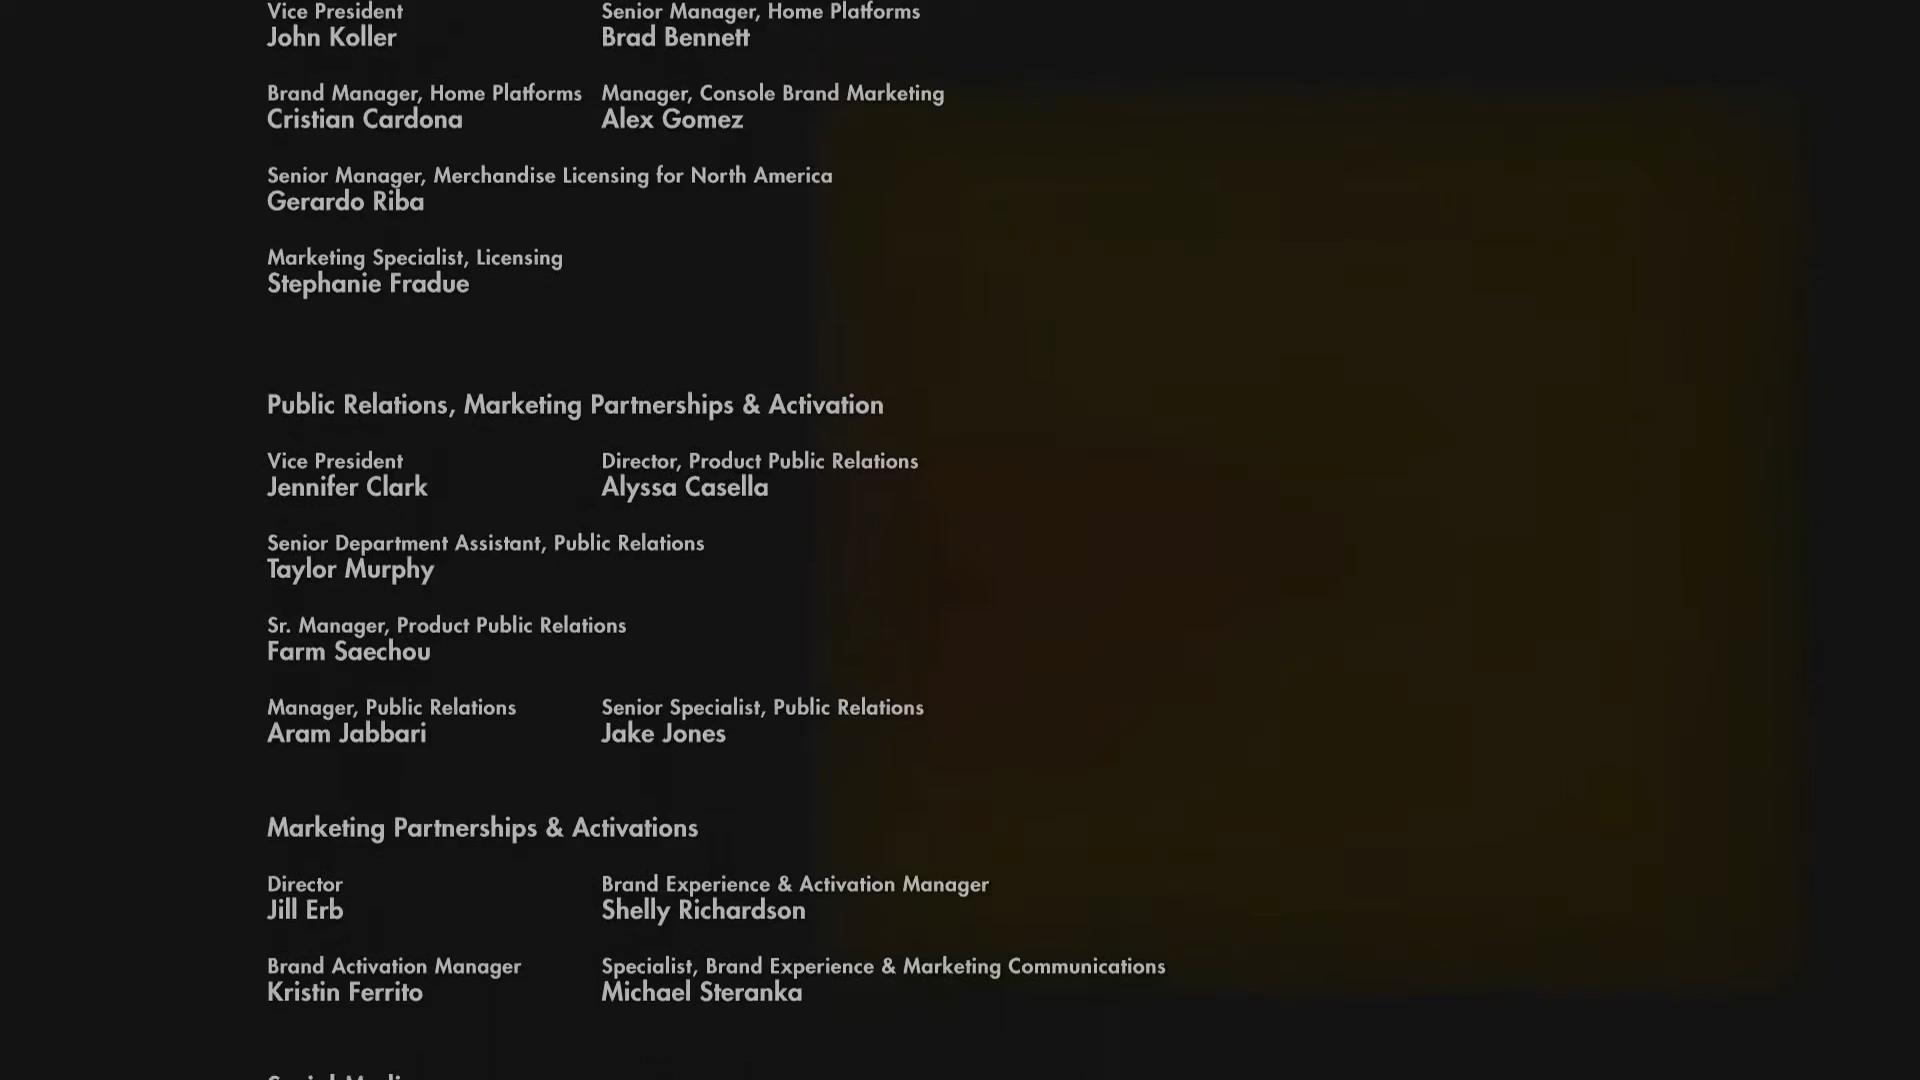 Vice President
John Koller
Senior Manager, Home Platforms
Brad Bennett
Brand Manager, Home Platforms
Cristian Cardona
Manager, Console Brand Marketing
Alex Gomez
Senior Manager, Merchandise Licensing for North America
Gerardo Riba
Marketing Specialist, Licensing
Stephanie Fradue
Public Relations, Marketing Partnerships & Activation
Vice President
Jennifer Clark
Director, Product Public Relations
Alyssa Casella
Senior Department Assistant, Public Relations
Taylor Murphy
Sr. Manager, Product Public Relations
Farm Saechou
Manager, Public Relations
Aram Jabbari
Senior Specialist, Public Relations
Jake Jones
Marketing Partnerships & Activations
Director
Jill Erb
Brand Experience & Activation Manager
Shelly Richardson
Brand Activation Manager
Kristin Ferrito
Specialist, Brand Experience & Marketing Communications
Michael Steranka